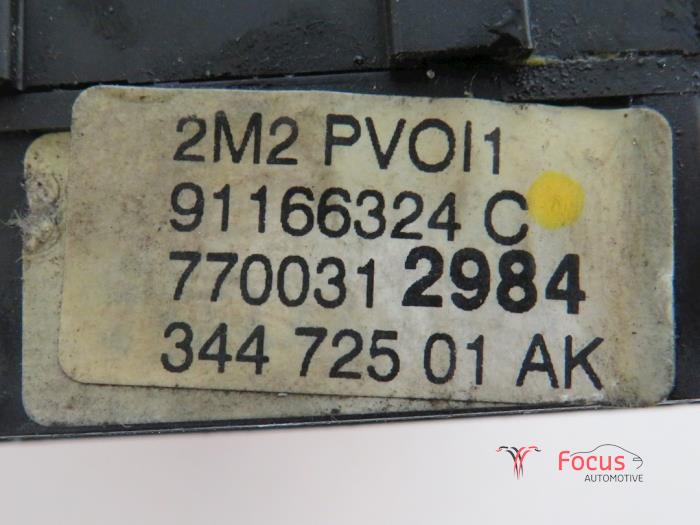 2M2 PVOI1
91166324 C
770031 2984
344 725 01 AK
Focus
AUTOMOTIVE